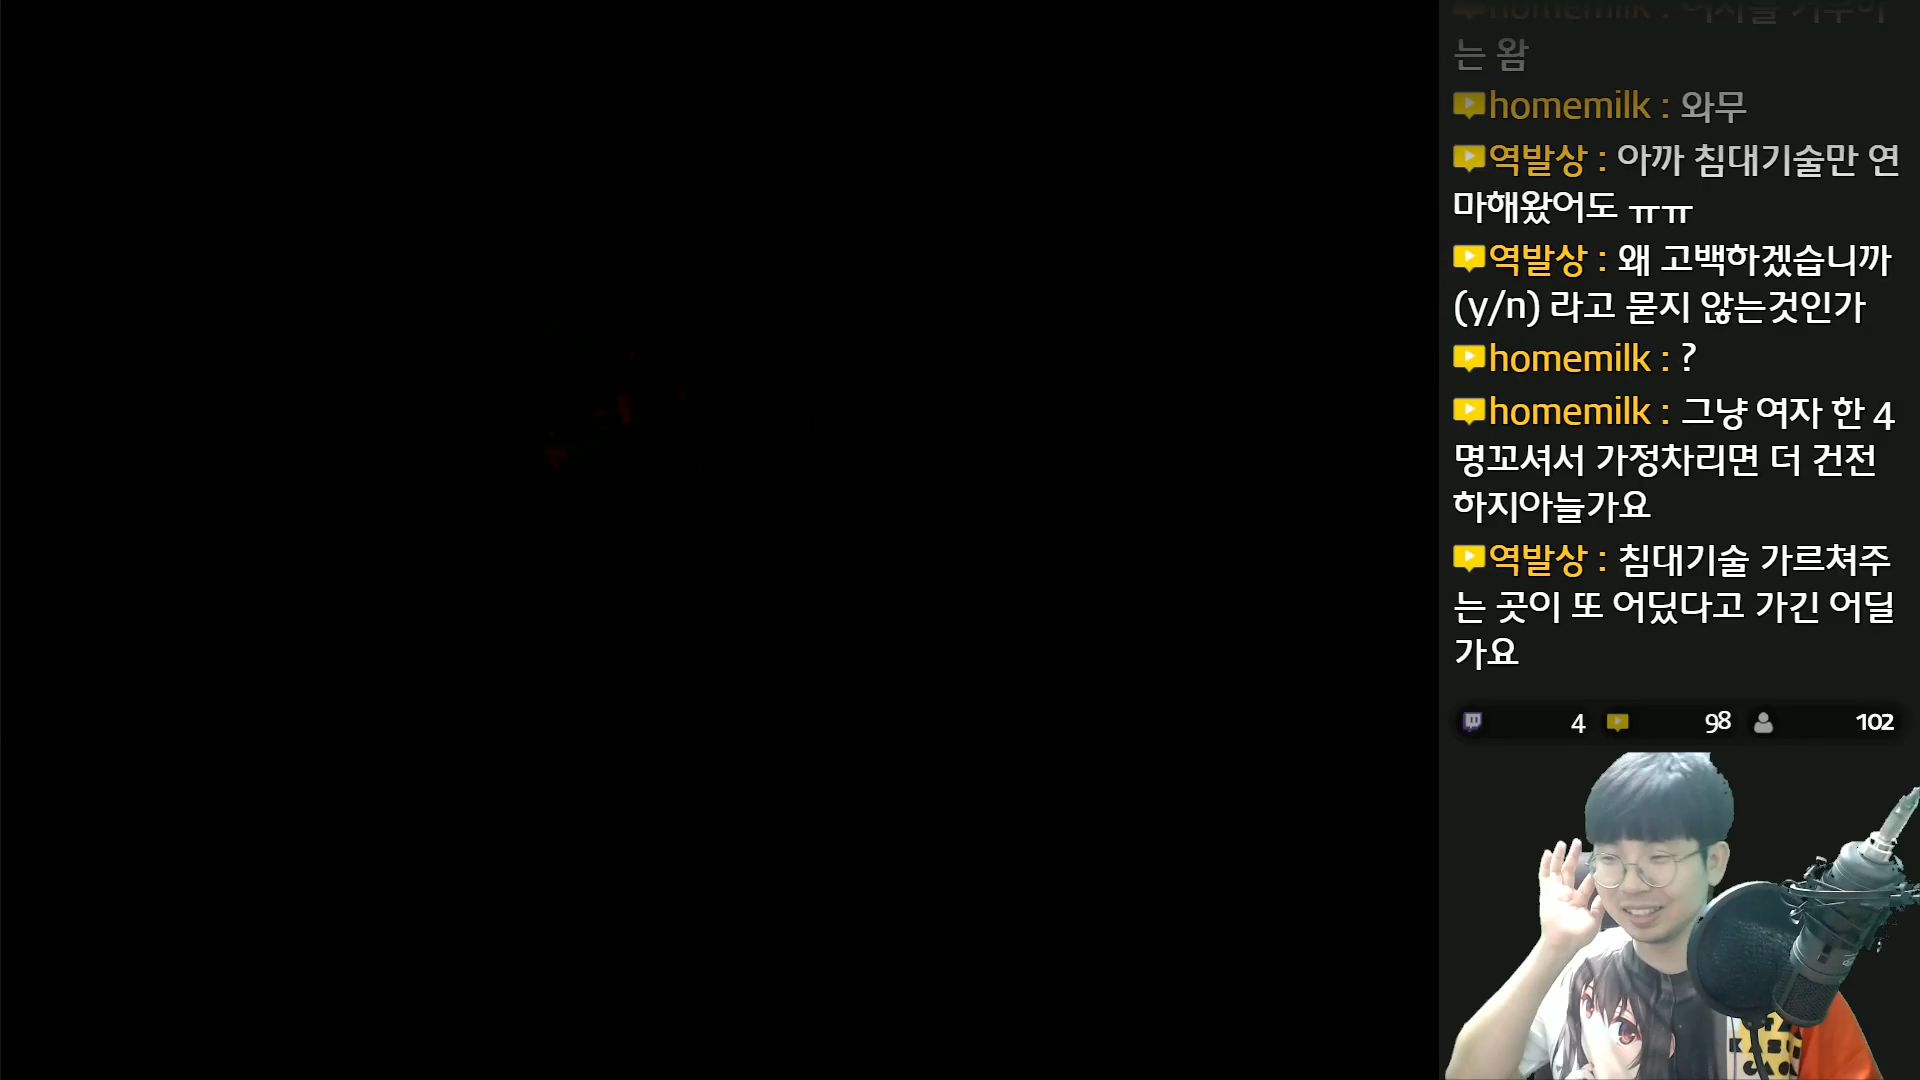 는 왐
homemilk : 와무
역발상 : 아까 침대기술만 연
마해왔어도 ㅠㅠ
역발상 : 왜 고백하겠습니까
(y/n) 라고 묻지 않는것인가
homemilk : ?
homemilk : 그냥 여자 한 4
명꼬셔서 가정차리면 더 건전
하지아늘가요
역발상 : 침대기술 가르쳐주
는 곳이 또 어딨다고 가긴 어딜
가요
4 98 102